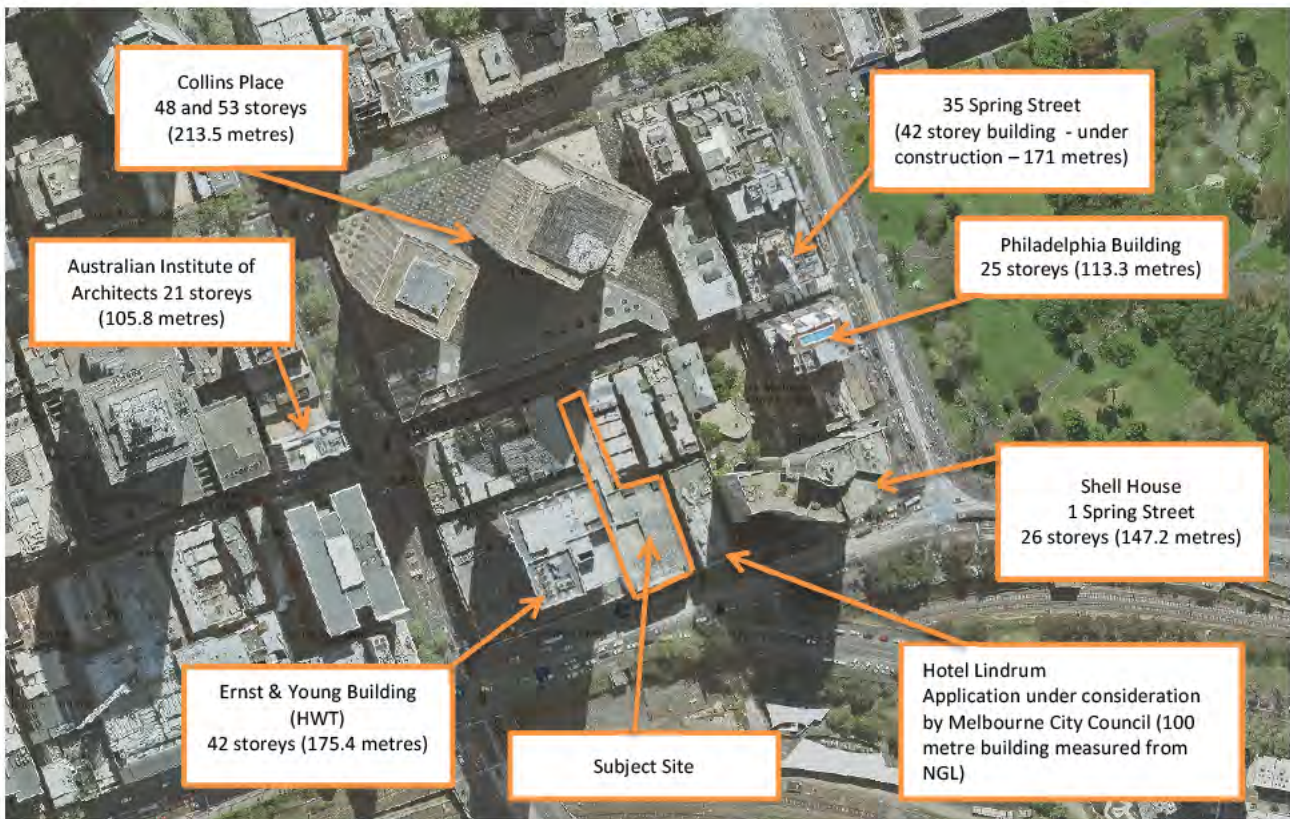 Collins Place
48 and 53 storeys
(213.5 metres)
35 Spring Street
(42 storey building - under
construction – 171 metres)
Australian Institute of
Architects 21 storeys
(105.8 metres)
Philadelphia Building
25 storeys (113.3 metres)
Shell House
1 Spring Street
26 storeys (147.2 metres)
Ernst & Young Building
(HWT)
42 storeys (175.4 metres)
Subject Site
Hotel Lindrum
Application under consideration
by Melbourne City Council (100
metre building measured from
NGL)